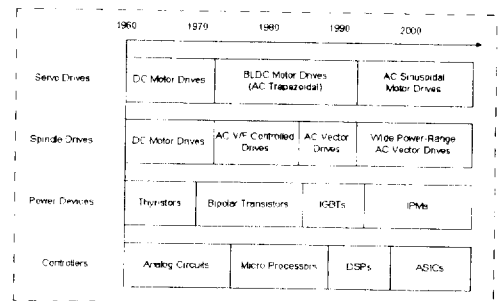 1960 1970 1980 1990 2000
Servo Drives
DC Motor Drives
BLDC Motor Drives
(AC Trapezoidal)
AC Sinusoidal
Motor Drives
Spindle Drives
DC Motor Drives
AC V/F Controlled
Drives
AC Vector
Drives
Wide Power-Range
AC Vector Drives
Power Devices
Thyristors
Bipolar Transistors
IGBTs
IPMs
Controllers
Analog Circuits
Micro Processors
DSPs
ASICs